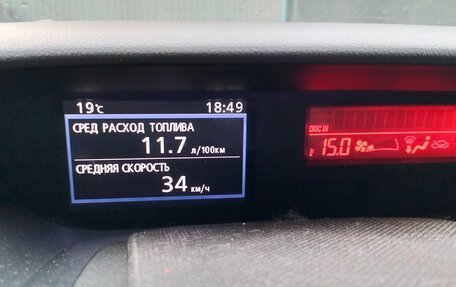 19°C 18:49
СРЕД РАСХОД ТОПЛИВА
11.7 л/100км
СРЕДНЯЯ СКОРОСТЬ
34 км/ч
DISC IN
15.0